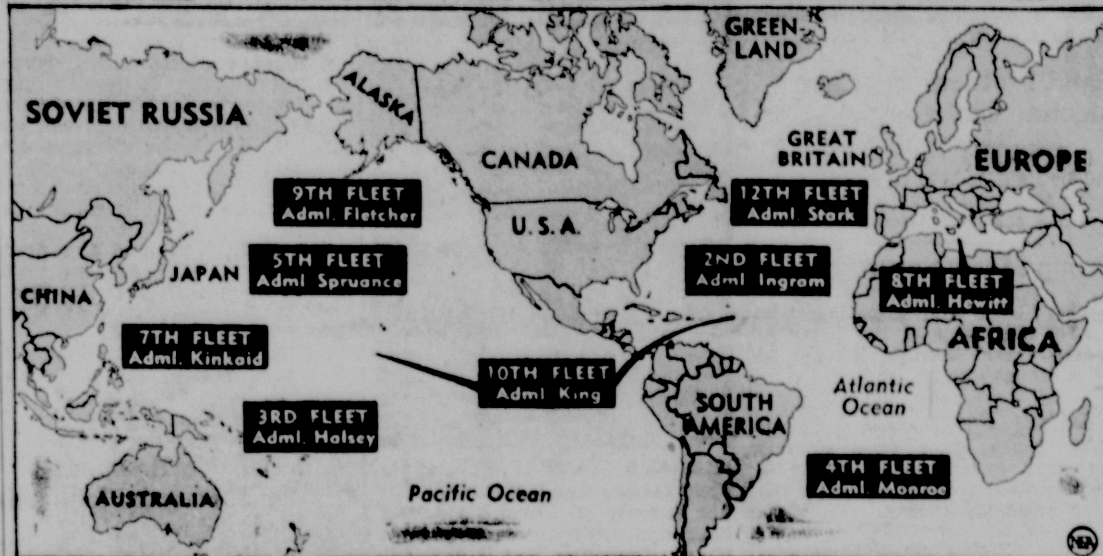 GREEN-
LAND
ALASKA
SOVIET RUSSIA
GREAT
BRITAIN
CANADA
EUROPE
9TH FLEET
Adml. Fletcher
12TH FLEET
Adml. Stark
U.S.A.
5TH FLEET
Adml Spruance
2ND FLEET
Adml Ingram
JAPAN
8TH FLEET
Adml. Hewitt
CHINA
7TH FLEET
Adml. Kinkaid
AFRICA
10TH FLEET
Adml King
Atlantic
Ocean
SOUTH
AMERICA
3RD FLEET
Adml. Halsey
4TH FLEET
Adml. Monroe
AUSTRALIA
Pacific Ocean
NEA